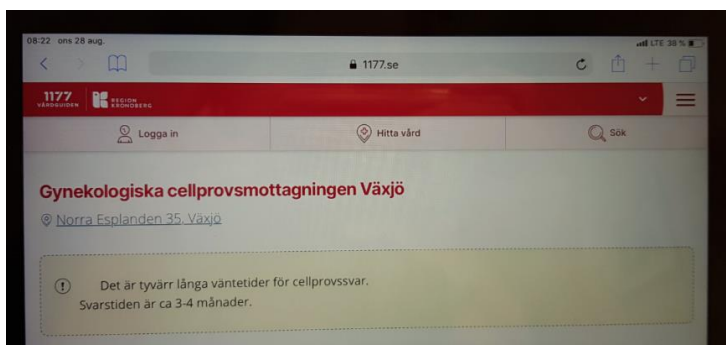 08:22 ons 28 aug.
LTE 38 %
1177.se
1177
VÅRDGUIDEN
REGION
KRONOBERG
Logga in
Hitta vård
Sök
Gynekologiska cellprovsmottagningen Växjö
Norra Esplanden 35, Växjö
Det är tyvärr långa väntetider för cellprovssvar.
Svarstiden är ca 3-4 månader.